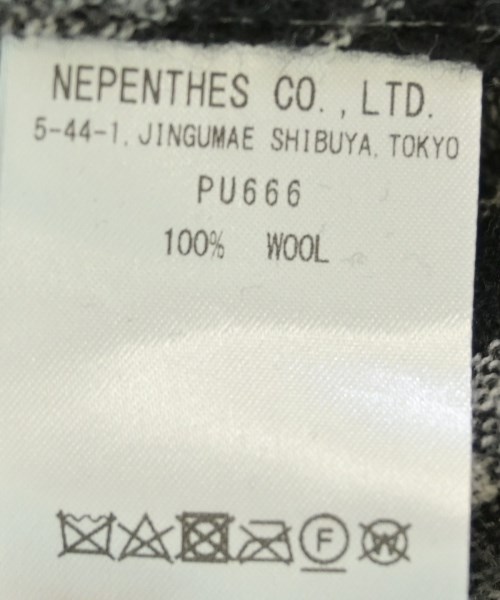 NEPENTHES CO.,LTD.
5-44-1, JINGUMAE SHIBUYA, TOKYO
PU666
100% WOOL
F W